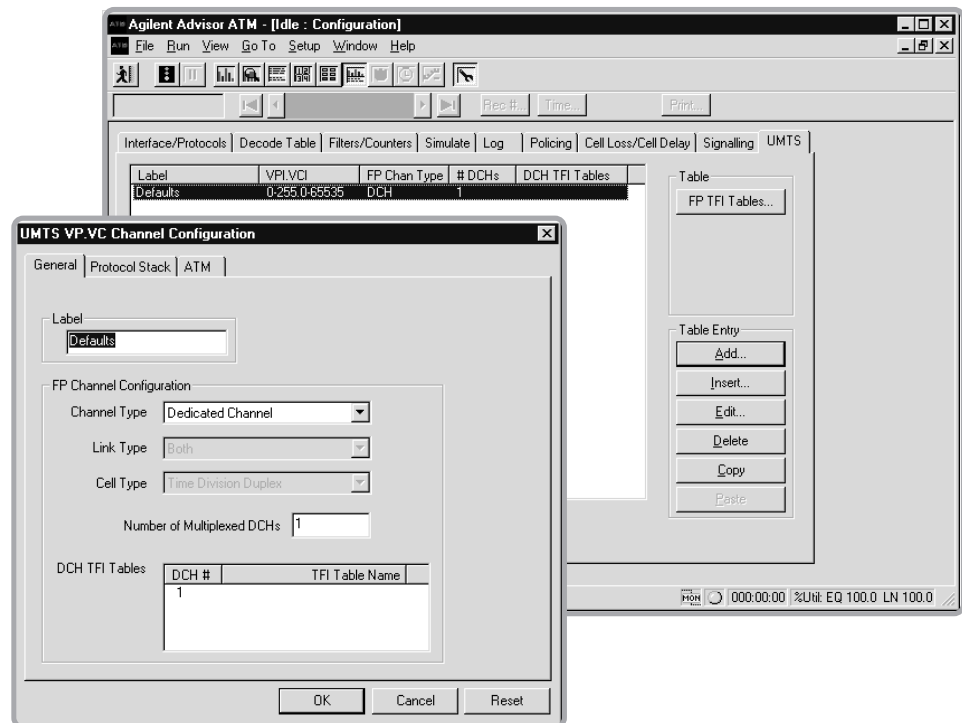 Agilent Advisor ATM - [Idle : Configuration]
File Run View Go To Setup Window Help
Rec #... Time... Print...
Interface/Protocols Decode Table Filters/Counters Simulate Log Policing Cell Loss/Cell Delay Signalling UMTS
Label VPI.VCI FP Chan Type # DCHs DCH TFI Tables
Defaults 0-255.0-65535 DCH 1
Table
FP TFI Tables...
Table Entry
Add...
Insert...
Edit...
Delete
Copy
Paste
MON 000:00:00 %Util: EQ 100.0 LN 100.0
UMTS VP.VC Channel Configuration
General Protocol Stack ATM
Label
Defaults
FP Channel Configuration
Channel Type Dedicated Channel
Link Type Both
Cell Type Time Division Duplex
Number of Multiplexed DCHs 1
DCH TFI Tables DCH # TFI Table Name
1
OK Cancel Reset